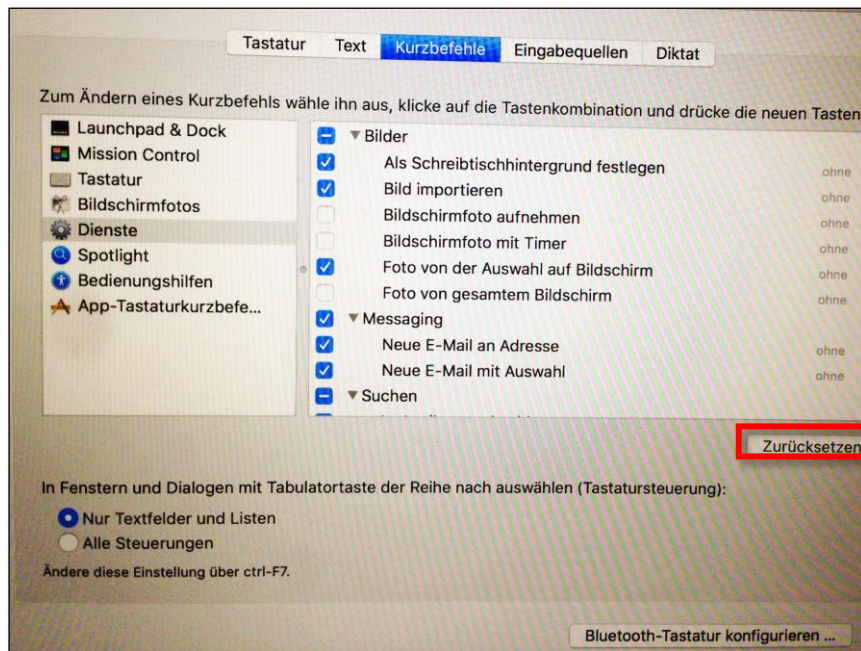 Tastatur Text Kurzbefehle Eingabequellen Diktat
Zum Ändern eines Kurzbefehls wähle ihn aus, klicke auf die Tastenkombination und drücke die neuen Tasten
Launchpad & Dock
Mission Control
Tastatur
Bildschirmfotos
Dienste
Spotlight
Bedienungshilfen
App-Tastaturkurzbefe...
Bilder
Als Schreibtischhintergrund festlegen ohne
Bild importieren ohne
Bildschirmfoto aufnehmen ohne
Bildschirmfoto mit Timer ohne
Foto von der Auswahl auf Bildschirm ohne
Foto von gesamtem Bildschirm ohne
Messaging
Neue E-Mail an Adresse ohne
Neue E-Mail mit Auswahl ohne
Suchen
Zurücksetzen
In Fenstern und Dialogen mit Tabulatortaste der Reihe nach auswählen (Tastatursteuerung):
Nur Textfelder und Listen
Alle Steuerungen
Ändere diese Einstellung über ctrl-F7.
Bluetooth-Tastatur konfigurieren ...